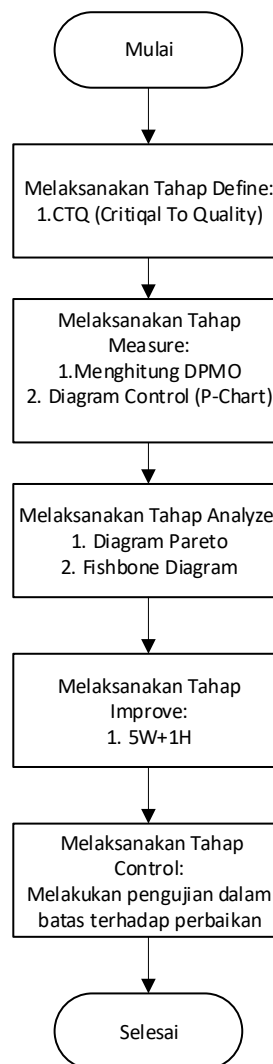 Mulai
Melaksanakan Tahap Define:
1.CTQ (Critiqal To Quality)
Melaksanakan Tahap
Measure:
1.Menghitung DPMO
2. Diagram Control (P-Chart)
Melaksanakan Tahap Analyze
1. Diagram Pareto
2. Fishbone Diagram
Melaksanakan Tahap
Improve:
1. 5W+1H
Melaksanakan Tahap
Control:
Melakukan pengujian dalam
batas terhadap perbaikan
Selesai